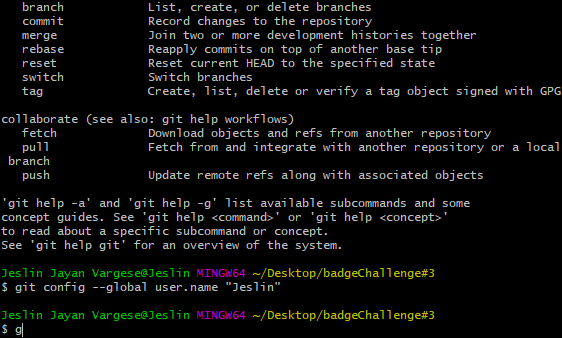 branch             List, create, or delete branches
commit             Record changes to the repository
merge              Join two or more development histories together
rebase             Reapply commits on top of another base tip
reset              Reset current HEAD to the specified state
switch             Switch branches
tag                Create, list, delete or verify a tag object signed with GPG
collaborate (see also: git help workflows)
fetch              Download objects and refs from another repository
pull               Fetch from and integrate with another repository or a local
branch
push               Update remote refs along with associated objects
'git help -a' and 'git help -g' list available subcommands and some
concept guides. See 'git help <command>' or 'git help <concept>'
to read about a specific subcommand or concept.
See 'git help git' for an overview of the system.
Jeslin Jayan Vargese@Jeslin MINGW64 ~/Desktop/badgeChallenge#3
$ git config --global user.name "Jeslin"
Jeslin Jayan Vargese@Jeslin MINGW64 ~/Desktop/badgeChallenge#3
$ g